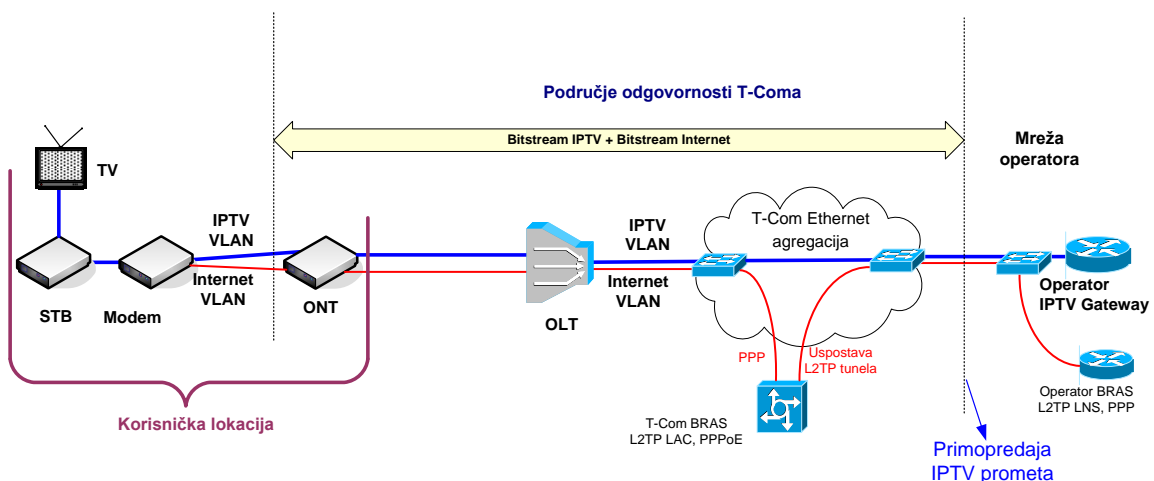 Područje odgovornosti T-Coma
Bitstream IPTV + Bitstream Internet
Mreža
operatora
TV
IPTV
VLAN
Internet
VLAN
STB
Modem
ONT
OLT
IPTV
VLAN
Internet
VLAN
T-Com Ethernet
agregacija
PPP
Uspostava
L2TP tunela
T-Com BRAS
L2TP LAC, PPPoE
Operator
IPTV Gateway
Operator BRAS
L2TP LNS, PPP
Korisnička lokacija
Primopredaja
IPTV prometa